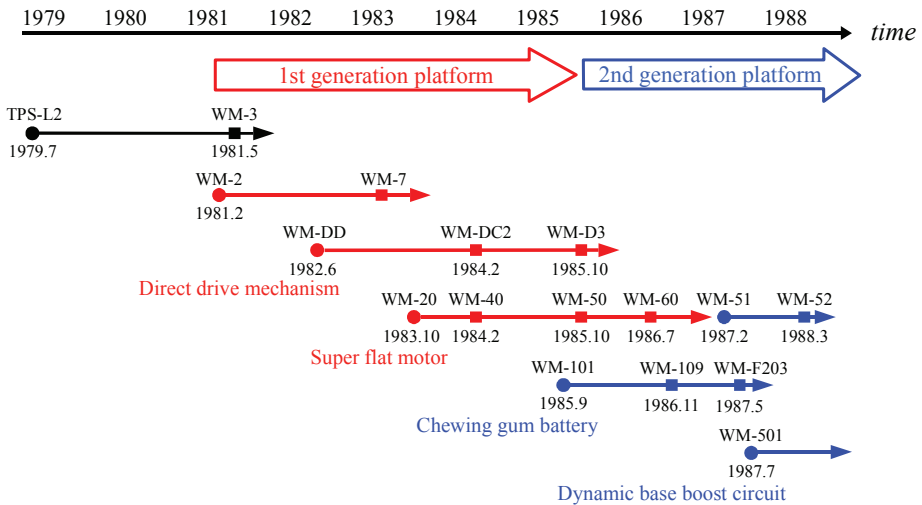 1979 1980 1981 1982 1983 1984 1985 1986 1987 1988
time
1st generation platform 2nd generation platform
TPS-L2 WM-3
1979.7 1981.5
WM-2 WM-7
1981.2
WM-DD WM-DC2 WM-D3
1982.6 1984.2 1985.10
Direct drive mechanism
WM-20 WM-40 WM-50 WM-60 WM-51 WM-52
1983.10 1984.2 1985.10 1986.7 1987.2 1988.3
Super flat motor
WM-101 WM-109 WM-F203
1985.9 1986.11 1987.5
Chewing gum battery
WM-501
1987.7
Dynamic base boost circuit